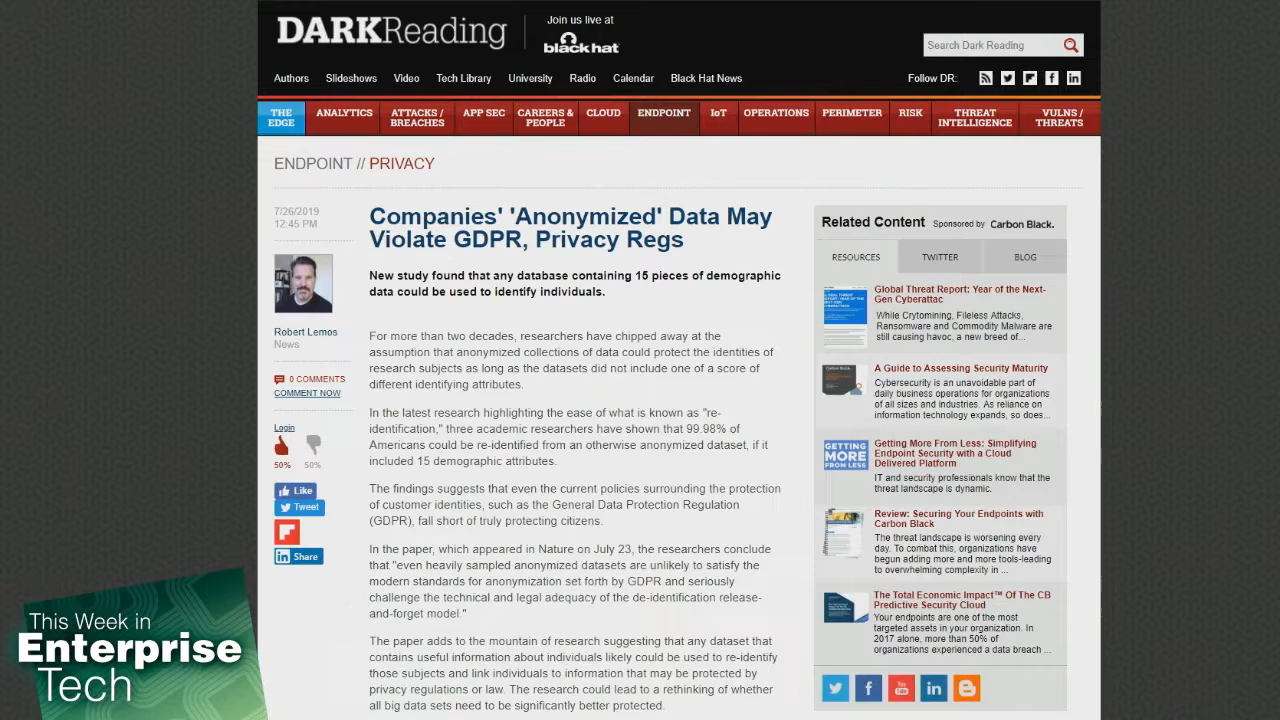 DARKReading
Join us live at
black hat
Search Dark Reading
Authors
Slideshows
Video
Tech Library
University
Radio
Calendar
Black Hat News
Follow DR:
THE
EDGE
ANALYTICS
ATTACKS /
BREACHES
APP SEC
CAREERS &
PEOPLE
CLOUD
ENDPOINT
IoT
OPERATIONS
PERIMETER
RISK
THREAT
INTELLIGENCE
VULNS /
THREATS
ENDPOINT // PRIVACY
7/26/2019
12:45 PM
Robert Lemos
News
0 COMMENTS
COMMENT NOW
Login
50%
50%
Like
Tweet
Share
Companies' 'Anonymized' Data May
Violate GDPR, Privacy Regs
New study found that any database containing 15 pieces of demographic
data could be used to identify individuals.
For more than two decades, researchers have chipped away at the
assumption that anonymized collections of data could protect the identities of
research subjects as long as the datasets did not include one of a score of
different identifying attributes.
In the latest research highlighting the ease of what is known as "re-
identification," three academic researchers have shown that 99.98% of
Americans could be re-identified from an otherwise anonymized dataset, if it
included 15 demographic attributes.
The findings suggests that even the current policies surrounding the protection
of customer identities, such as the General Data Protection Regulation
(GDPR), fall short of truly protecting citizens.
In the paper, which appeared in Nature on July 23, the researchers conclude
that "even heavily sampled anonymized datasets are unlikely to satisfy the
modern standards for anonymization set forth by GDPR and seriously
challenge the technical and legal adequacy of the de-identification release-
and-forget model."
The paper adds to the mountain of research suggesting that any dataset that
contains useful information about individuals likely could be used to re-identify
those subjects and link individuals to information that may be protected by
privacy regulations or law. The research could lead to a rethinking of whether
all big data sets need to be significantly better protected.
Related Content
Sponsored by Carbon Black.
RESOURCES
TWITTER
BLOG
Global Threat Report: Year of the Next-
Gen Cyberattac
While Crytomining, Fileless Attacks,
Ransomware and Commodity Malware are
still causing havoc, a new breed of...
A Guide to Assessing Security Maturity
Cybersecurity is an unavoidable part of
daily business operations for organizations
of all sizes and industries. As reliance on
information technology expands, so does...
GETTING
MORE
FROM LESS
Getting More From Less: Simplifying
Endpoint Security with a Cloud
Delivered Platform
IT and security professionals know that the
threat landscape is dynamic.
Review: Securing Your Endpoints with
Carbon Black
The threat landscape is worsening every
day. To combat this, organizations have
begun adding more and more tools-leading
to overwhelming complexity in ...
The Total Economic Impact™ Of The CB
Predictive Security Cloud
Your endpoints are one of the most
targeted assets in your organization. In
2017 alone, more than 50% of
organizations experienced a data breach ...
This Week in
Enterprise
Tech